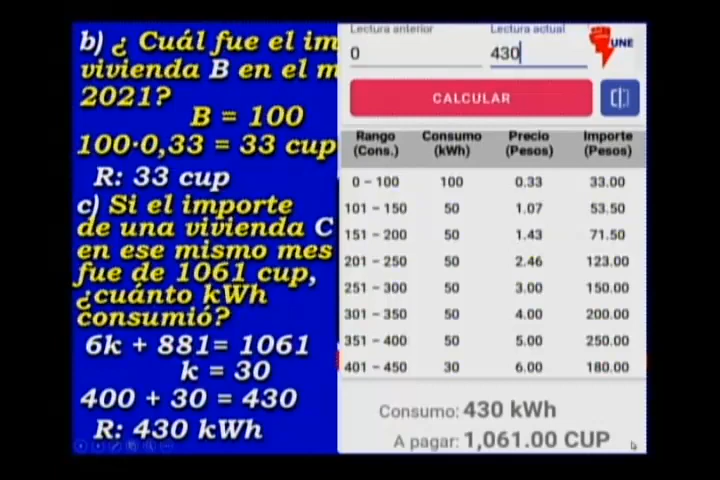 b) ¿ Cuál fue el im
vivienda B en el m
2021?
B = 100
100·0,33 = 33 cup
R: 33 cup
c) Si el importe
de una vivienda C
en ese mismo mes
fue de 1061 cup,
¿cuánto kWh
consumió?
6k + 881= 1061
k = 30
400 + 30 = 430
R: 430 kWh
Lectura anterior Lectura actual
0 430
UNE
CALCULAR
Rango (Cons.) Consumo (kWh) Precio (Pesos) Importe (Pesos)
0 – 100 100 0.33 33.00
101 – 150 50 1.07 53.50
151 – 200 50 1.43 71.50
201 – 250 50 2.46 123.00
251 – 300 50 3.00 150.00
301 – 350 50 4.00 200.00
351 – 400 50 5.00 250.00
401 – 450 30 6.00 180.00
Consumo: 430 kWh
A pagar: 1,061.00 CUP